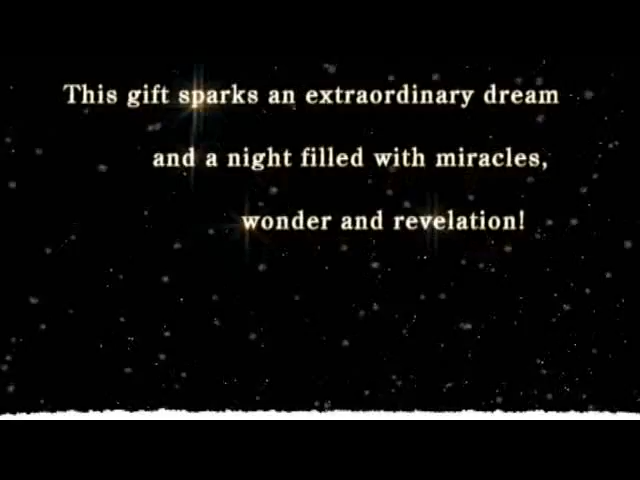 This gift sparks an extraordinary dream
and a night filled with miracles,
wonder and revelation!